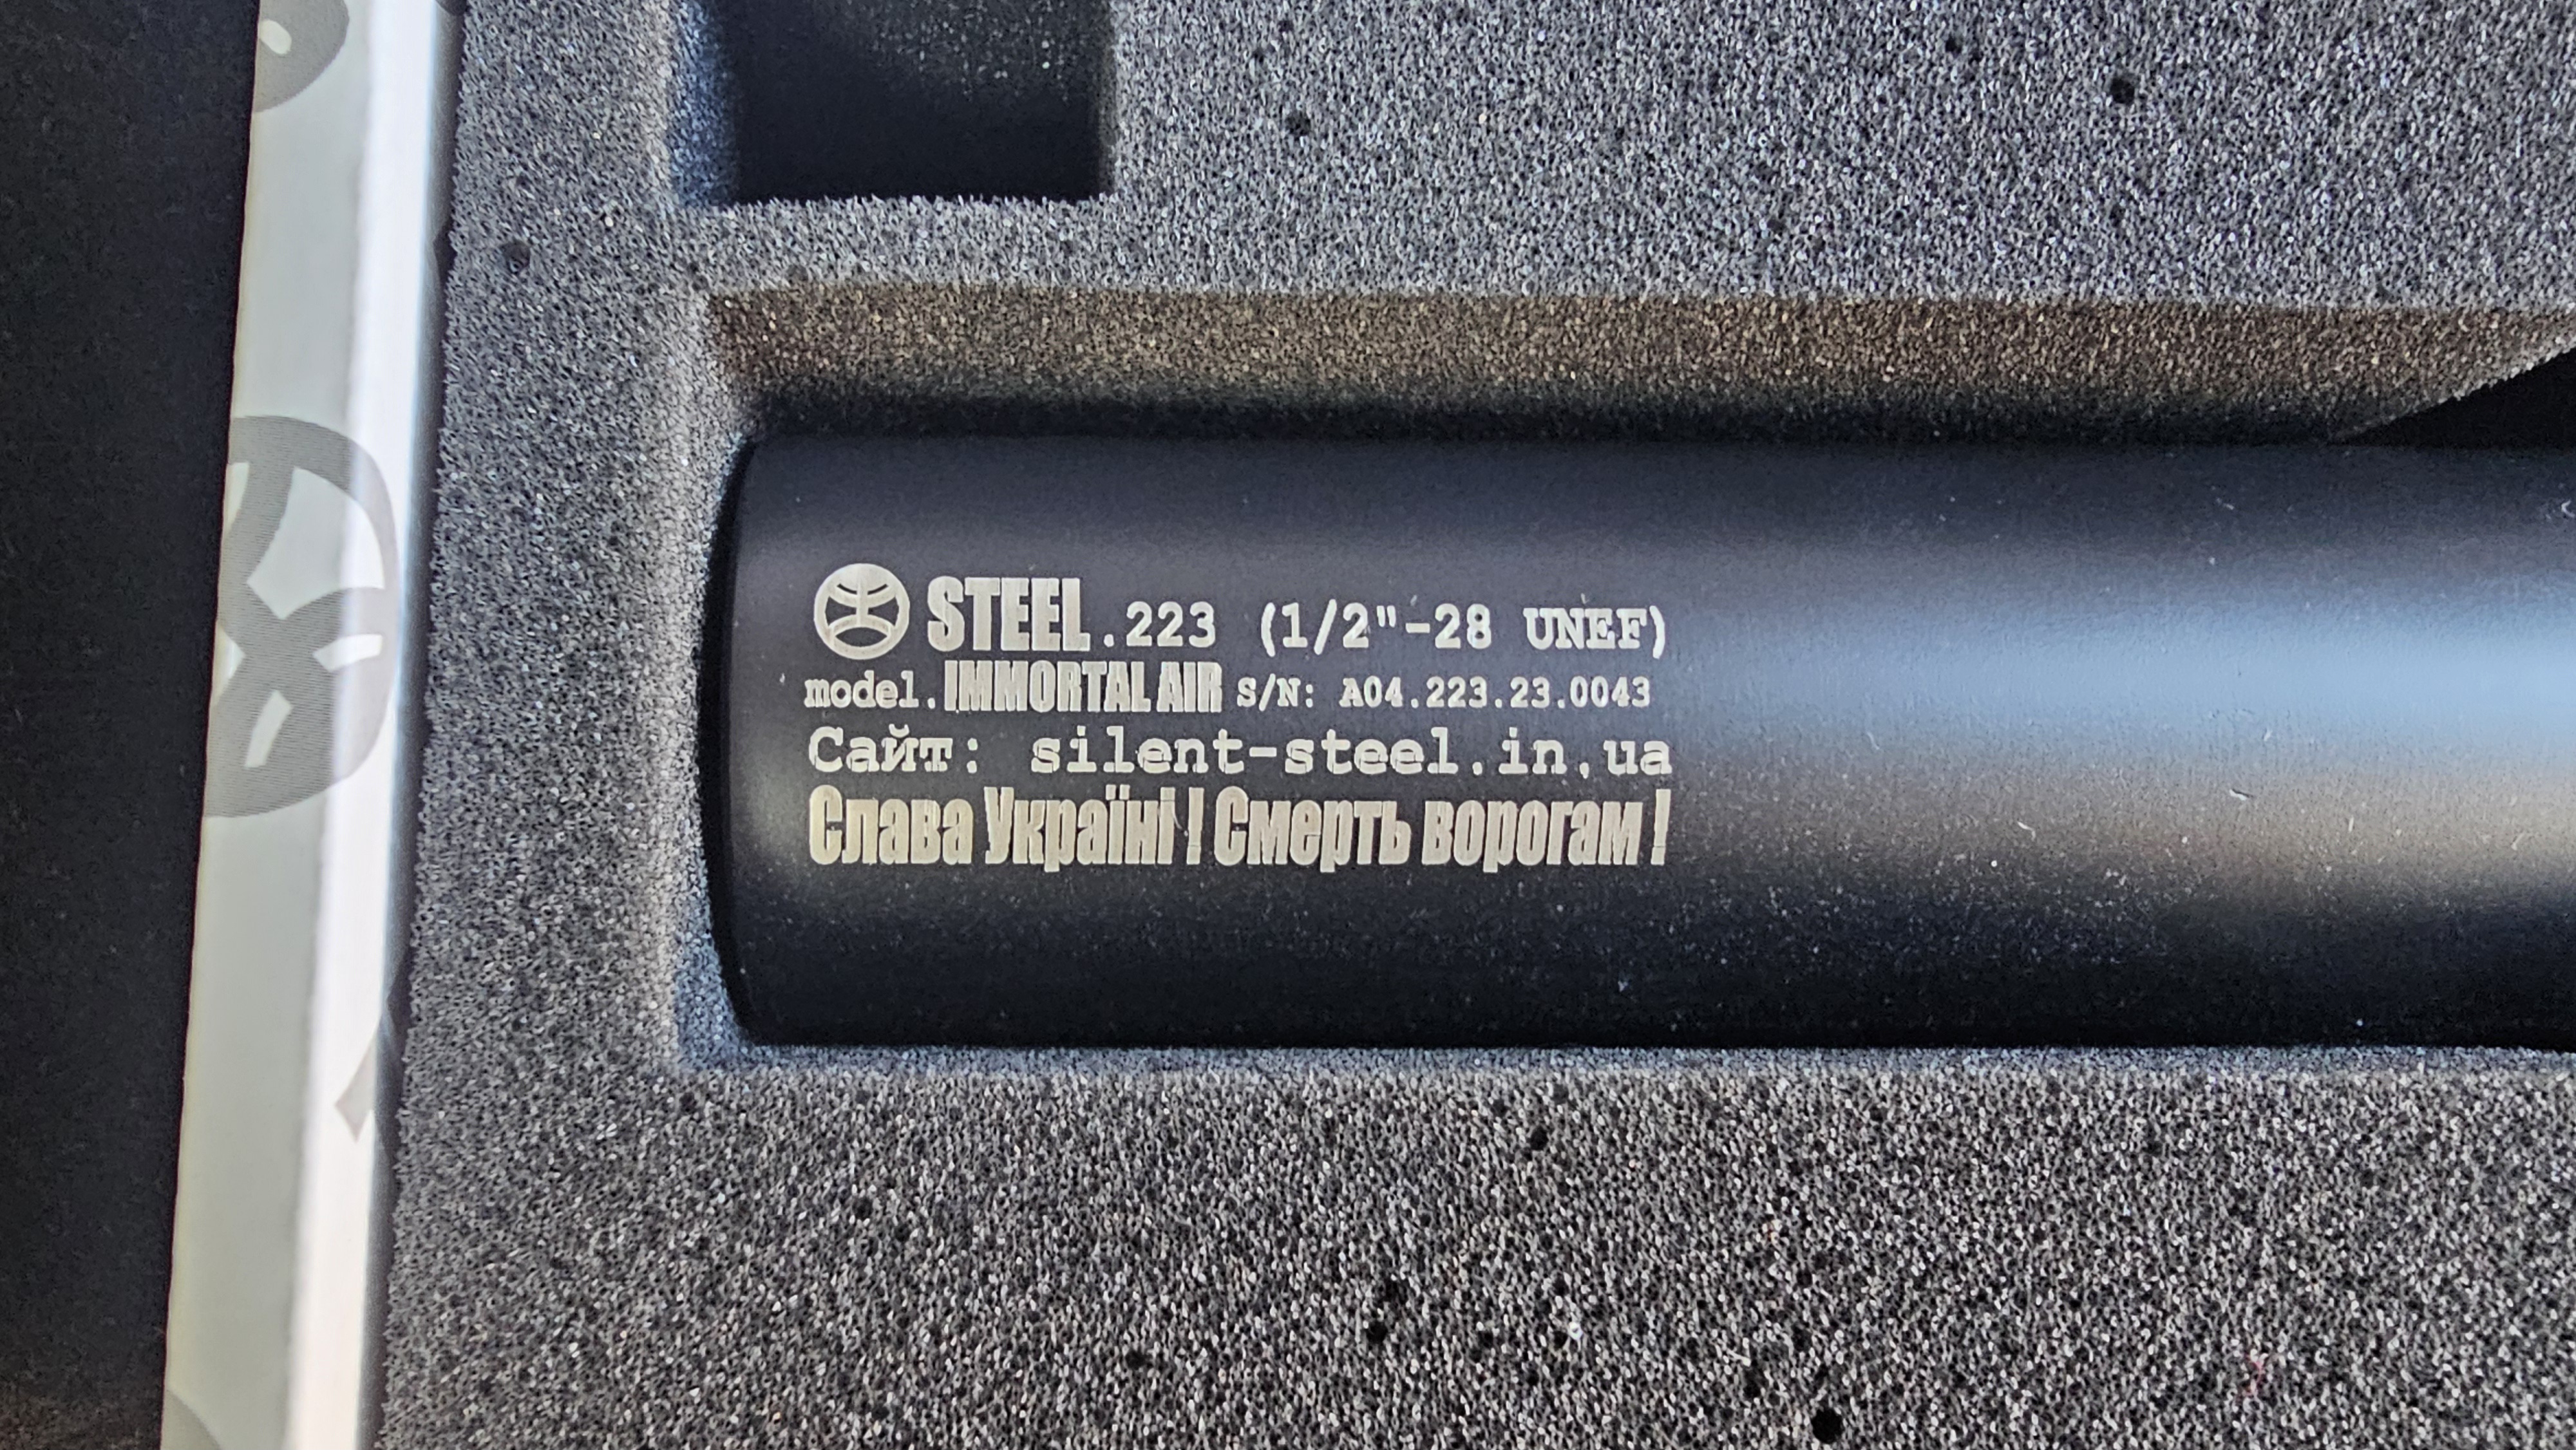 STEEL.223 (1/2"-28 UNEF)
model.IMMORTAL AIR S/N: A04.223.23.0043
Сайт: silent-steel.in.ua
Слава Україні ! Смерть ворогам !